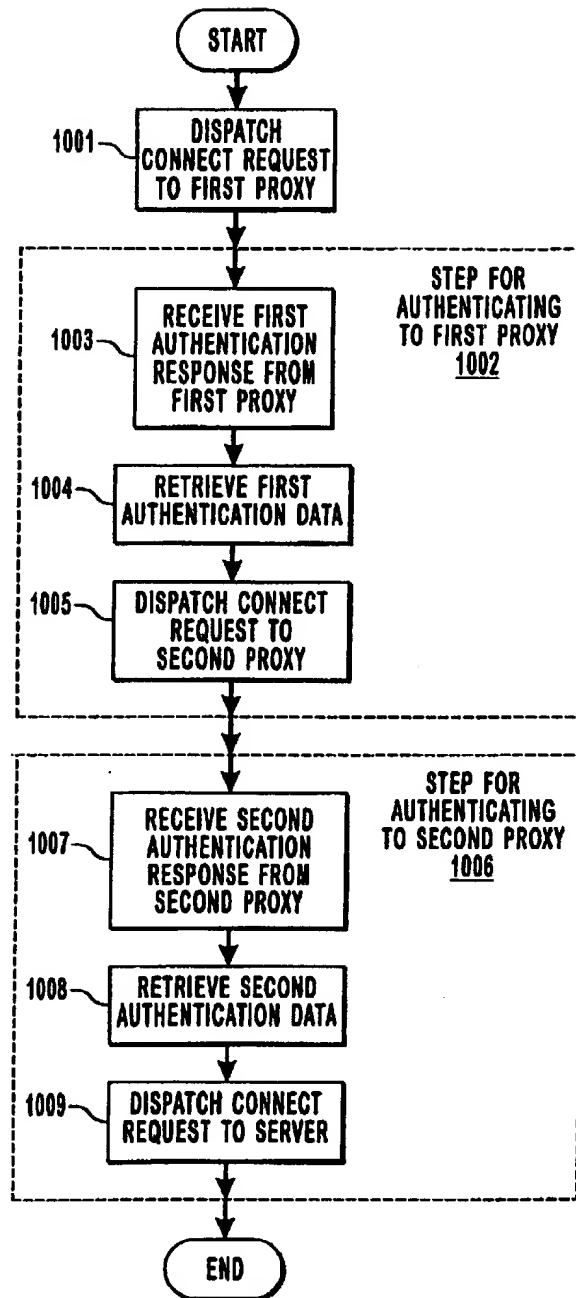 START
1001
DISPATCH
CONNECT REQUEST
TO FIRST PROXY
STEP FOR
AUTHENTICATING
TO FIRST PROXY
1002
1003
RECEIVE FIRST
AUTHENTICATION
RESPONSE FROM
FIRST PROXY
1004
RETRIEVE FIRST
AUTHENTICATION DATA
1005
DISPATCH CONNECT
REQUEST TO
SECOND PROXY
STEP FOR
AUTHENTICATING
TO SECOND PROXY
1006
1007
RECEIVE SECOND
AUTHENTICATION
RESPONSE FROM
SECOND PROXY
1008
RETRIEVE SECOND
AUTHENTICATION DATA
1009
DISPATCH CONNECT
REQUEST TO SERVER
END